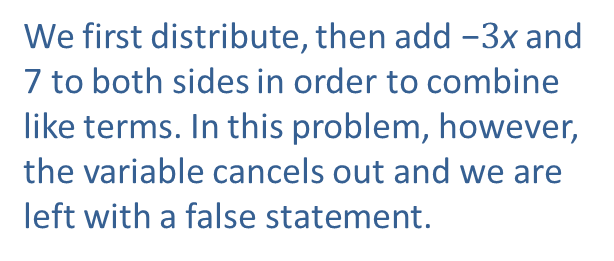 We first distribute, then add −3x and
7 to both sides in order to combine
like terms. In this problem, however,
the variable cancels out and we are
left with a false statement.